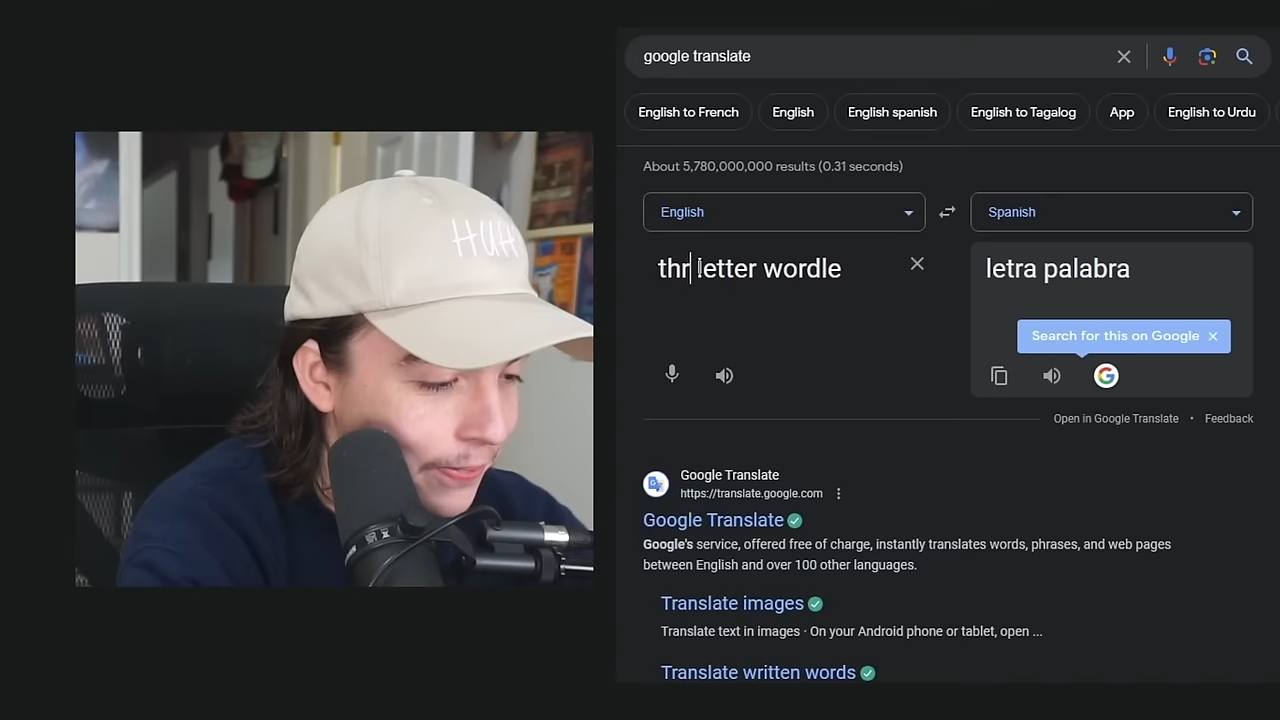 HUH
google translate
English to French
English
English spanish
English to Tagalog
App
English to Urdu
About 5,780,000,000 results (0.31 seconds)
English
Spanish
thr letter wordle
letra palabra
Search for this on Google
Open in Google Translate • Feedback
Google Translate
https://translate.google.com
Google Translate
Google's service, offered free of charge, instantly translates words, phrases, and web pages
between English and over 100 other languages.
Translate images
Translate text in images · On your Android phone or tablet, open ...
Translate written words